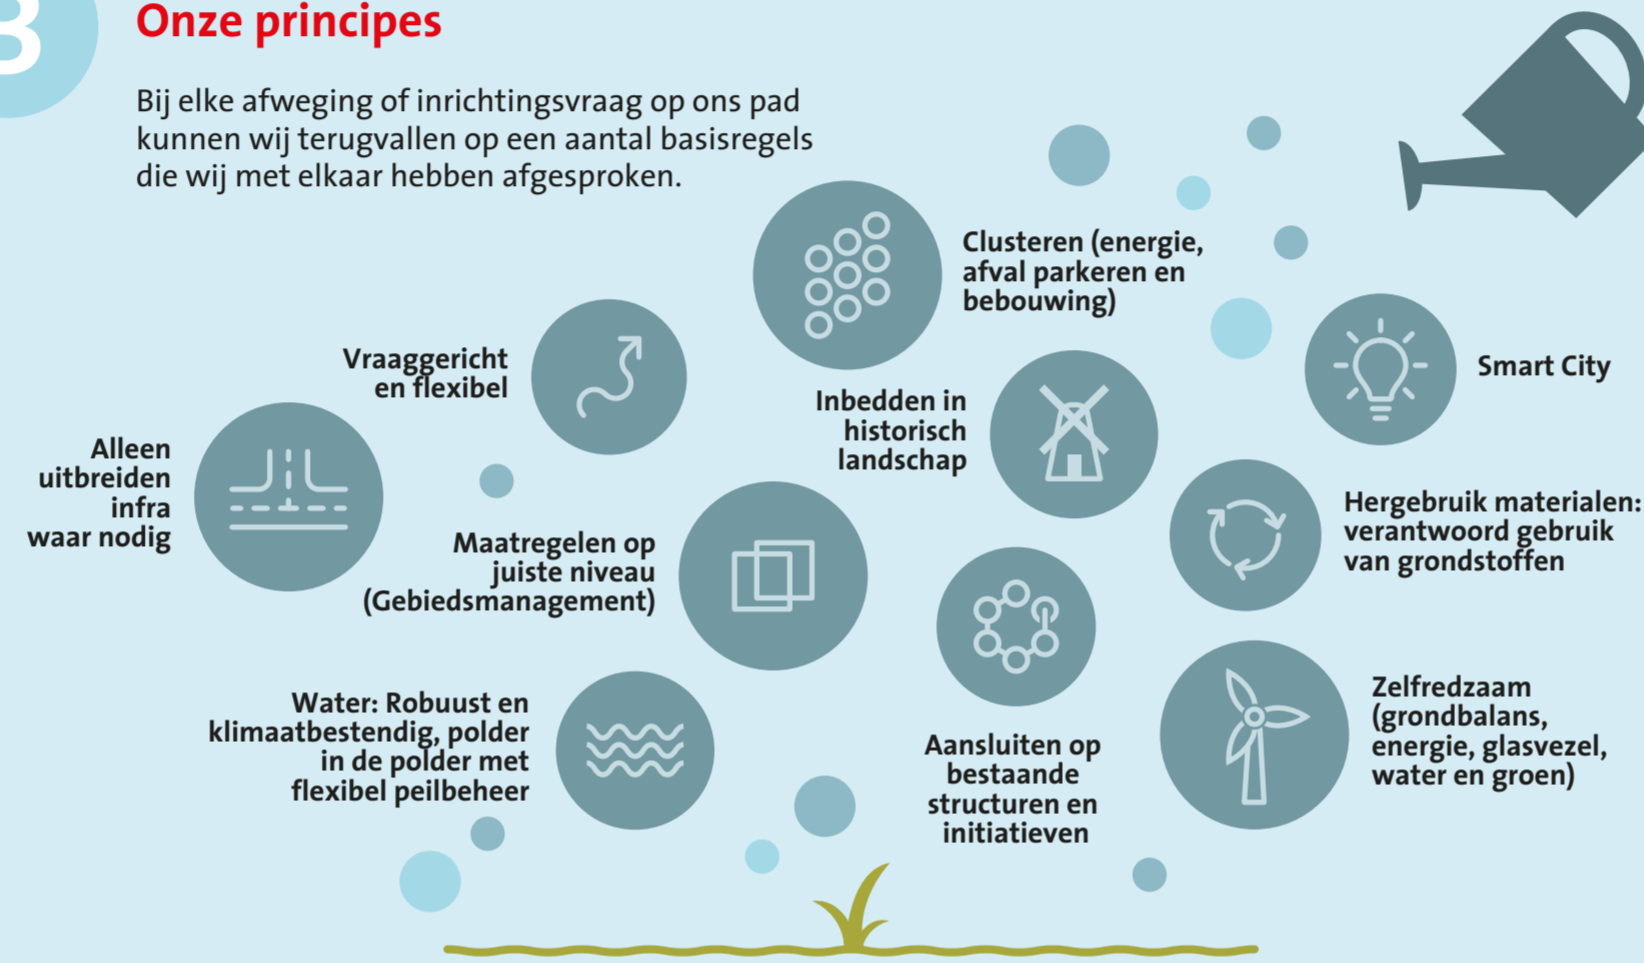 3
Onze principes
Bij elke afweging of inrichtingsvraag op ons pad
kunnen wij terugvallen op een aantal basisregels
die wij met elkaar hebben afgesproken.
Clusteren (energie,
afval parkeren en
bebouwing)
Vraaggericht
en flexibel
Smart City
Inbedden in
historisch
landschap
Alleen
uitbreiden
infra
waar nodig
Hergebruik materialen:
verantwoord gebruik
van grondstoffen
Maatregelen op
juiste niveau
(Gebiedsmanagement)
Water: Robuust en
klimaatbestendig, polder
in de polder met
flexibel peilbeheer
Aansluiten op
bestaande
structuren en
initiatieven
Zelfredzaam
(grondbalans,
energie, glasvezel,
water en groen)